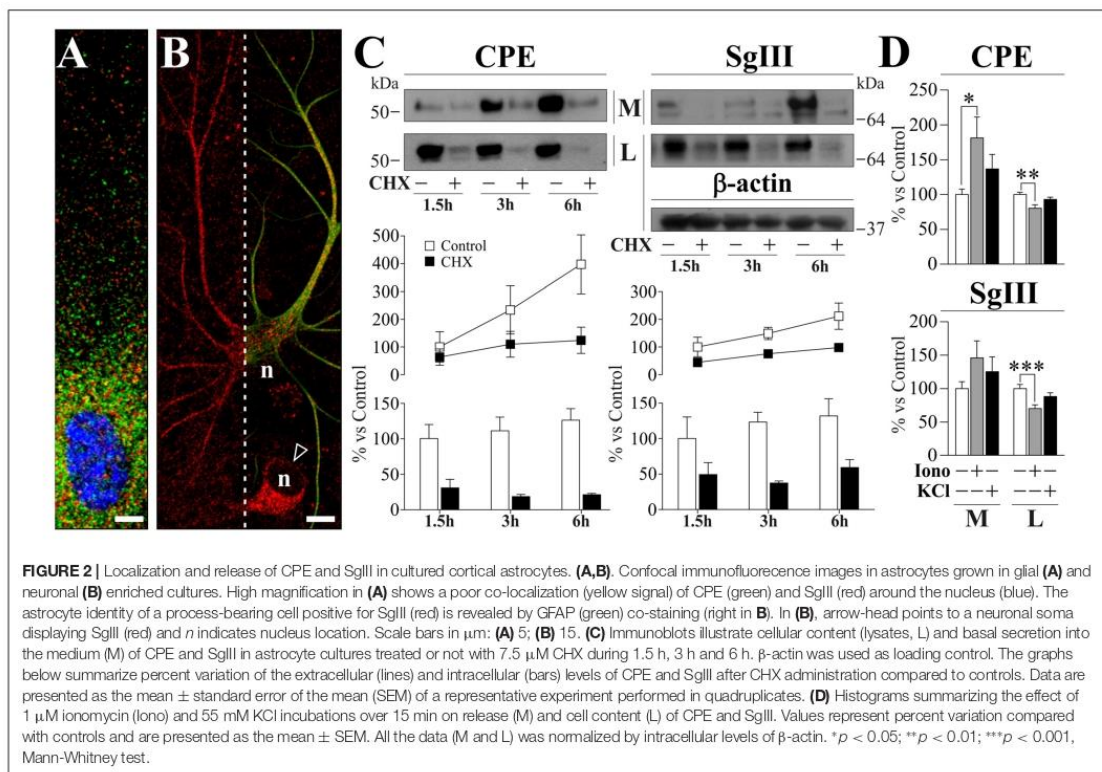 A
B
n
n
C
CPE
kDa
50–
50–
M
L
CHX
– + – + – +
1.5h 3h 6h
SgIII
–64
–64
β-actin
–37
CHX
– + – + – +
1.5h 3h 6h
% vs Control
500
400
300
200
100
0
Control
CHX
100
50
0
1.5h 3h 6h
% vs Control
500
400
300
200
100
0
100
50
0
1.5h 3h 6h
D
CPE
% vs Control
250
200
150
100
50
0
*
**
SgIII
% vs Control
200
150
100
50
0
***
Iono – + – – + –
KCl – – + – – +
M L
FIGURE 2 | Localization and release of CPE and SgIII in cultured cortical astrocytes. (A,B). Confocal immunofluorescence images in astrocytes grown in glial (A) and
neuronal (B) enriched cultures. High magnification in (A) shows a poor co-localization (yellow signal) of CPE (green) and SgIII (red) around the nucleus (blue). The
astrocyte identity of a process-bearing cell positive for SgIII (red) is revealed by GFAP (green) co-staining (right in B). In (B), arrow-head points to a neuronal soma
displaying SgIII (red) and n indicates nucleus location. Scale bars in μm: (A) 5; (B) 15. (C) Immunoblots illustrate cellular content (lysates, L) and basal secretion into
the medium (M) of CPE and SgIII in astrocyte cultures treated or not with 7.5 μM CHX during 1.5 h, 3 h and 6 h. β-actin was used as loading control. The graphs
below summarize percent variation of the extracellular (lines) and intracellular (bars) levels of CPE and SgIII after CHX administration compared to controls. Data are
presented as the mean ± standard error of the mean (SEM) of a representative experiment performed in quadruplicates. (D) Histograms summarizing the effect of
1 μM ionomycin (Iono) and 55 mM KCl incubations over 15 min on release (M) and cell content (L) of CPE and SgIII. Values represent percent variation compared
with controls and are presented as the mean ± SEM. All the data (M and L) was normalized by intracellular levels of β-actin. *p < 0.05; **p < 0.01; ***p < 0.001,
Mann-Whitney test.